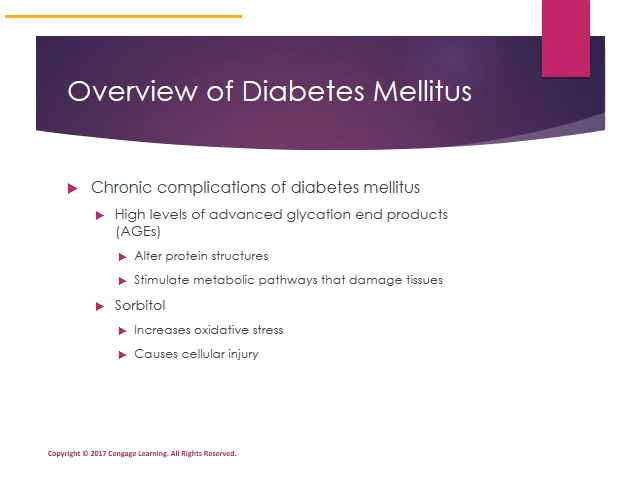 Overview of Diabetes Mellitus
Chronic complications of diabetes mellitus
High levels of advanced glycation end products
(AGEs)
Alter protein structures
Stimulate metabolic pathways that damage tissues
Sorbitol
Increases oxidative stress
Causes cellular injury
Copyright © 2017 Cengage Learning. All Rights Reserved.